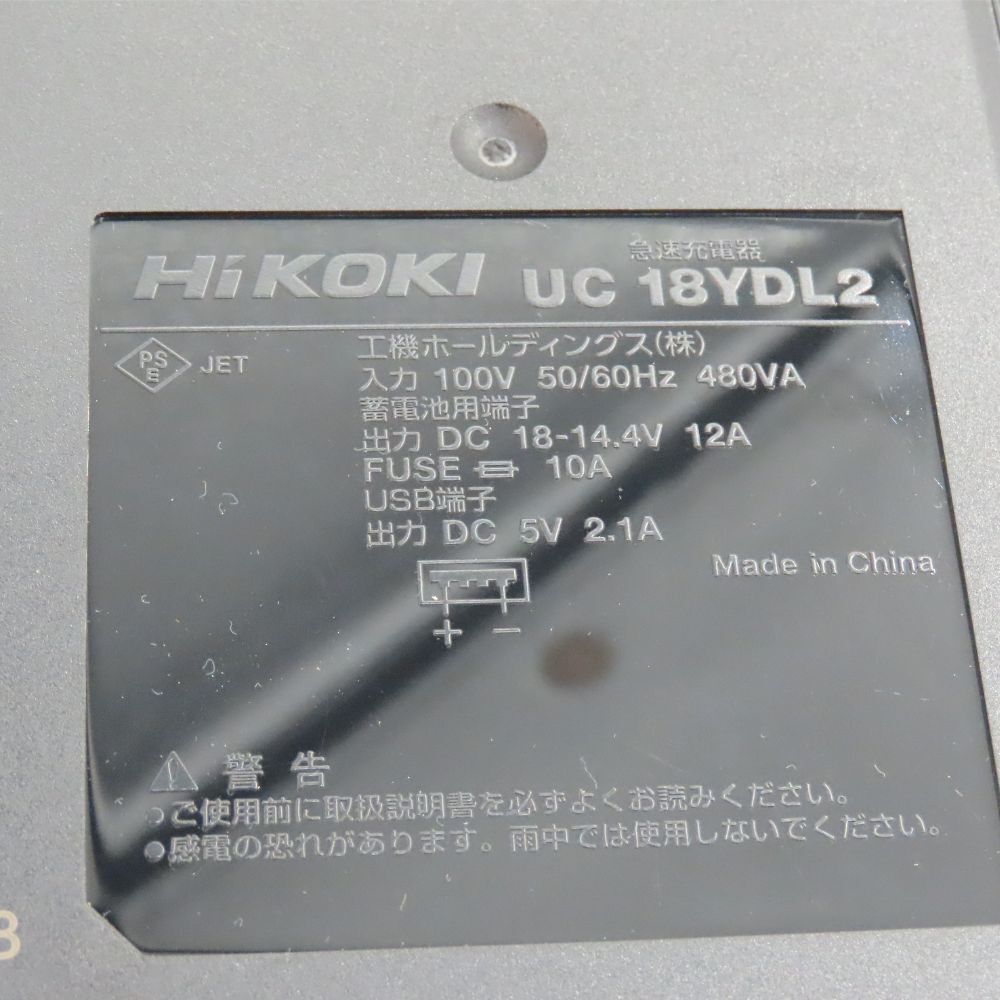 急速充電器
HiKOKI UC 18YDL2
PS E JET
工機ホールディングス(株)
入力 100V 50/60Hz 480VA
蓄電池用端子
出力 DC 18-14.4V 12A
FUSE 10A
USB端子
出力 DC 5V 2.1A
Made in China
+ −
警告
●ご使用前に取扱説明書を必ずよくお読みください。
●感電の恐れがあります。雨中では使用しないでください。